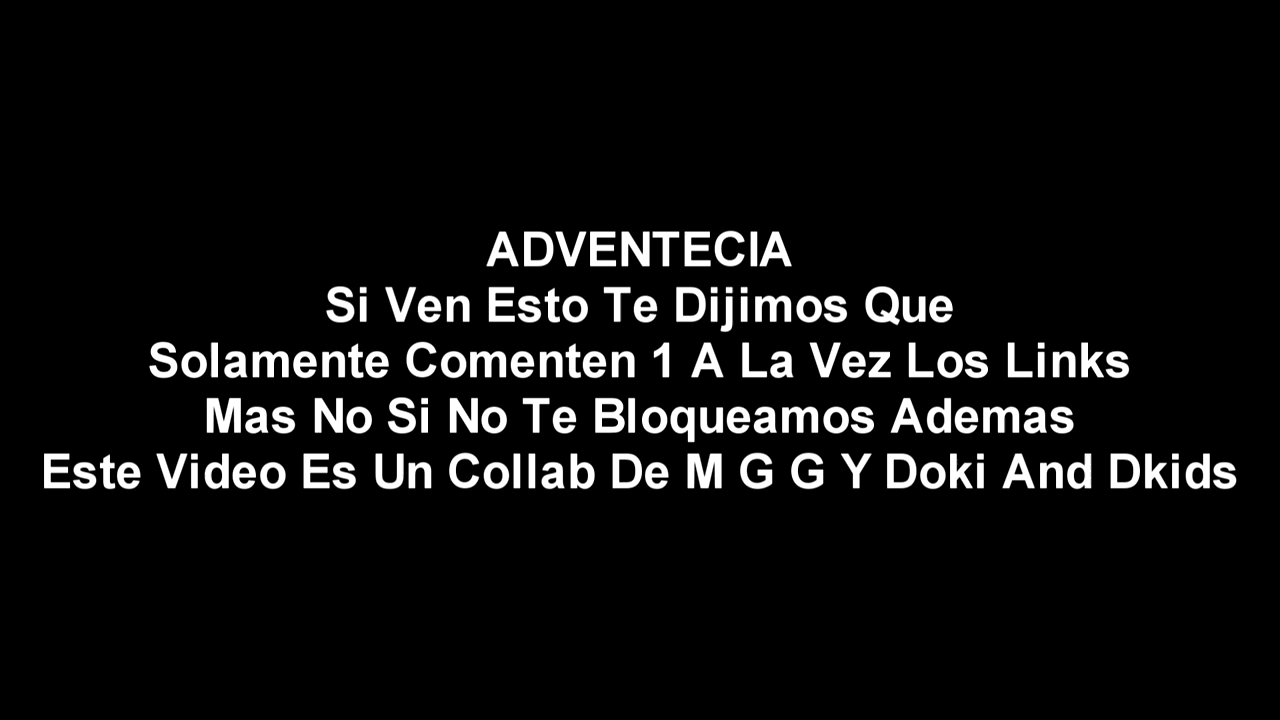 ADVENTECIA
Si Ven Esto Te Dijimos Que
Solamente Comenten 1 A La Vez Los Links
Mas No Si No Te Bloqueamos Ademas
Este Video Es Un Collab De M G G Y Doki And Dkids